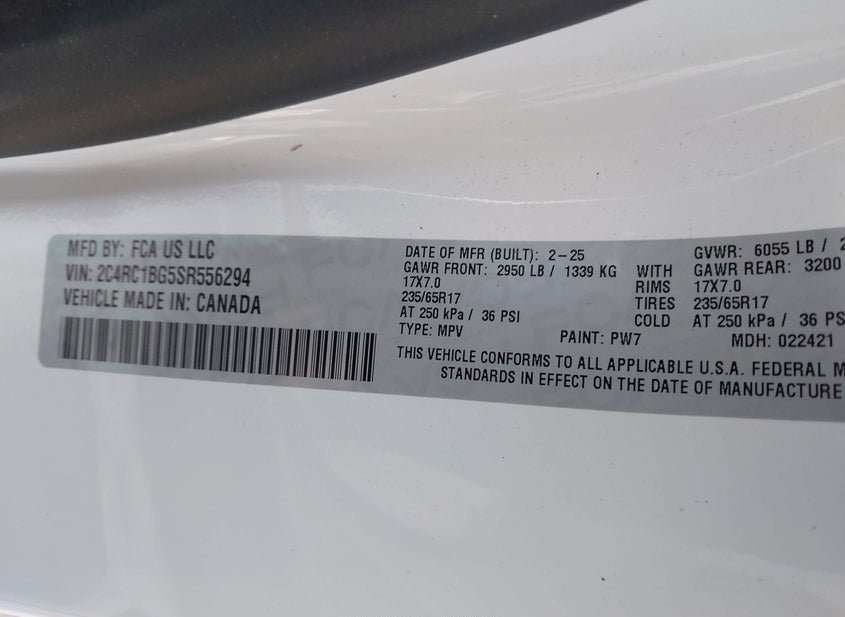 MFD BY: FCA US LLC
VIN: 2C4RC1BG5SR556294
VEHICLE MADE IN: CANADA
DATE OF MFR (BUILT): 2-25
GVWR: 6055 LB /
GAWR FRONT: 2950 LB / 1339 KG WITH GAWR REAR: 3200
17X7.0 RIMS 17X7.0
235/65R17 TIRES 235/65R17
AT 250 kPa / 36 PSI COLD AT 250 kPa / 36 PSI
TYPE: MPV PAINT: PW7 MDH: 022421
THIS VEHICLE CONFORMS TO ALL APPLICABLE U.S.A. FEDERAL M
STANDARDS IN EFFECT ON THE DATE OF MANUFACTURE